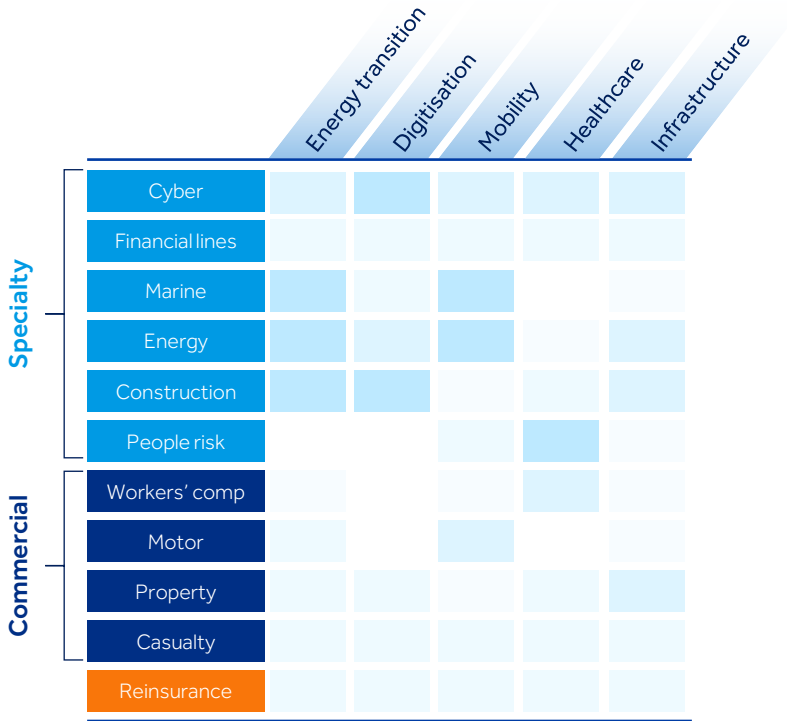 Energy transition
Digitisation
Mobility
Healthcare
Infrastructure
Specialty
Cyber
Financial lines
Marine
Energy
Construction
People risk
Commercial
Workers’ comp
Motor
Property
Casualty
Reinsurance